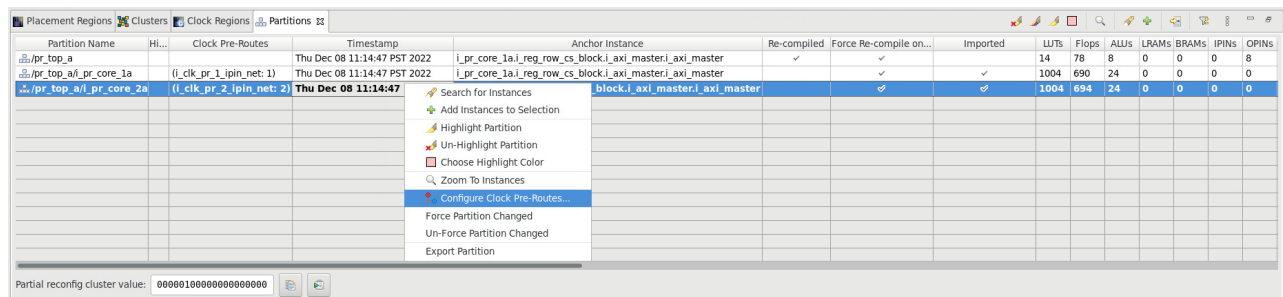 Placement Regions Clusters Clock Regions Partitions
Partition Name Hi... Clock Pre-Routes Timestamp Anchor Instance Re-compiled Force Re-compile on... Imported LUTs Flops ALUs LRAMs BRAMs IPINs OPINs
/pr_top_a Thu Dec 08 11:14:47 PST 2022 i_pr_core_1a.i_reg_row_cs_block.i_axi_master.i_axi_master 14 78 8 0 0 0 8
/pr_top_a/i_pr_core_1a (i_clk_pr_1_ipin_net: 1) Thu Dec 08 11:14:47 PST 2022 i_pr_core_1a.i_reg_row_cs_block.i_axi_master.i_axi_master 1004 690 24 0 0 0 0
/pr_top_a/i_pr_core_2a (i_clk_pr_2_ipin_net: 2) Thu Dec 08 11:14:47 _block.i_axi_master.i_axi_master 1004 694 24 0 0 0 0
Search for Instances
Add Instances to Selection
Highlight Partition
Un-Highlight Partition
Choose Highlight Color
Zoom To Instances
Configure Clock Pre-Routes...
Force Partition Changed
Un-Force Partition Changed
Export Partition
Partial reconfig cluster value: 00000100000000000000